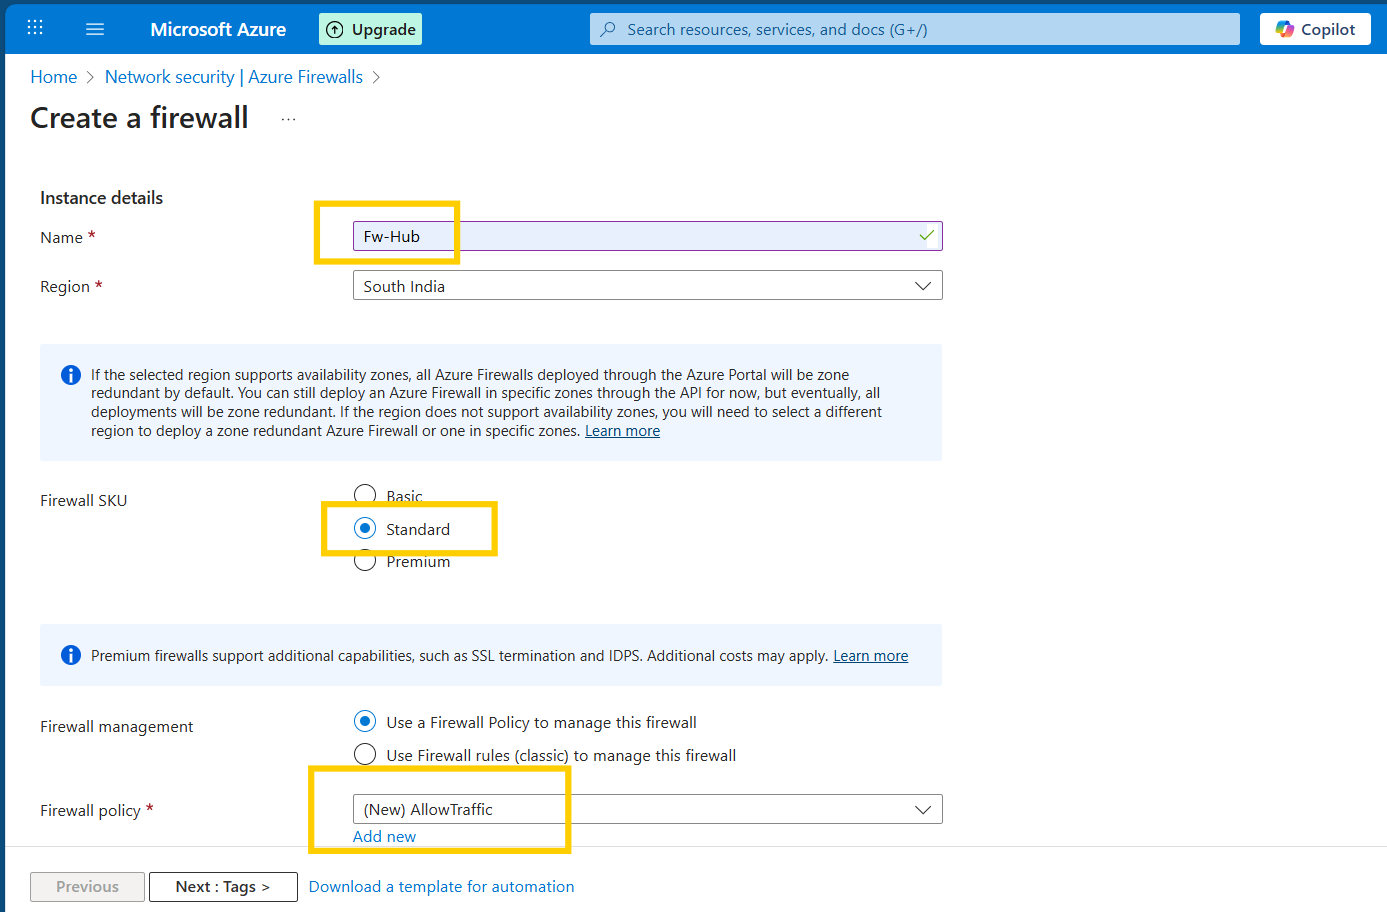 Microsoft Azure
Upgrade
Search resources, services, and docs (G+/)
Copilot
Home > Network security | Azure Firewalls >
Create a firewall ...
Instance details
Name *
Fw-Hub
Region *
South India
If the selected region supports availability zones, all Azure Firewalls deployed through the Azure Portal will be zone
redundant by default. You can still deploy an Azure Firewall in specific zones through the API for now, but eventually, all
deployments will be zone redundant. If the region does not support availability zones, you will need to select a different
region to deploy a zone redundant Azure Firewall or one in specific zones. Learn more
Firewall SKU
Basic
Standard
Premium
Premium firewalls support additional capabilities, such as SSL termination and IDPS. Additional costs may apply. Learn more
Firewall management
Use a Firewall Policy to manage this firewall
Use Firewall rules (classic) to manage this firewall
Firewall policy *
(New) AllowTraffic
Add new
Previous
Next : Tags >
Download a template for automation